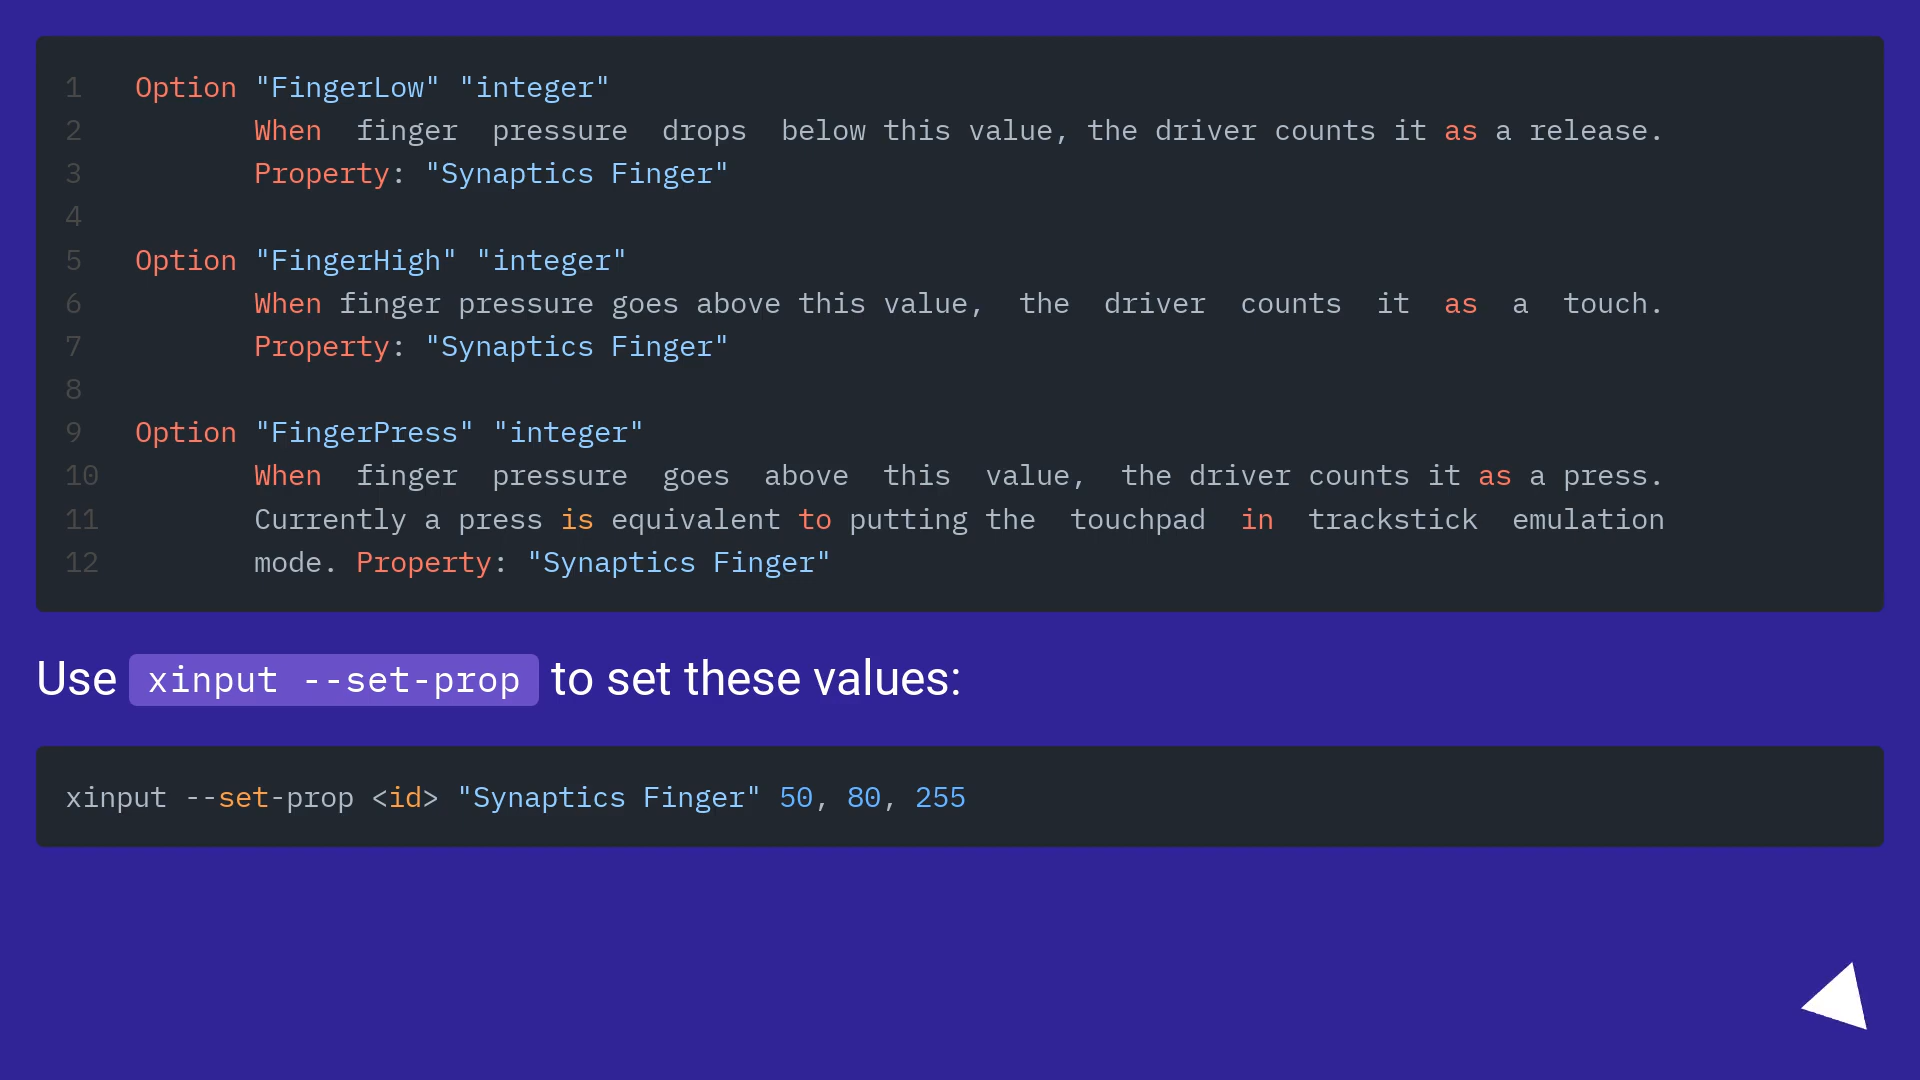 1 Option "FingerLow" "integer"
2 When finger pressure drops below this value, the driver counts it as a release.
3 Property: "Synaptics Finger"
4
5 Option "FingerHigh" "integer"
6 When finger pressure goes above this value, the driver counts it as a touch.
7 Property: "Synaptics Finger"
8
9 Option "FingerPress" "integer"
10 When finger pressure goes above this value, the driver counts it as a press.
11 Currently a press is equivalent to putting the touchpad in trackstick emulation
12 mode. Property: "Synaptics Finger"
Use xinput --set-prop to set these values:
xinput --set-prop <id> "Synaptics Finger" 50, 80, 255